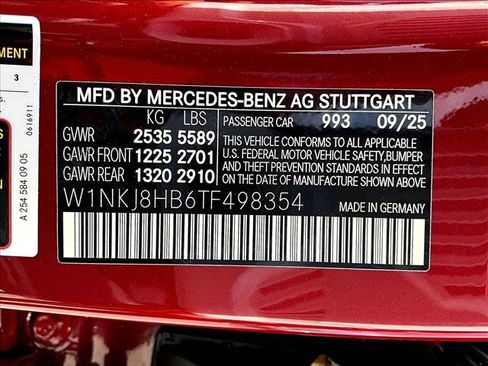 EMENT
3
0616911
A 254 584 09 05
MFD BY MERCEDES-BENZ AG STUTTGART
KG LBS
GVWR 2535 5589
GAWR FRONT 1225 2701
GAWR REAR 1320 2910
PASSENGER CAR 993 09/25
THIS VEHICLE CONFORMS TO ALL APPLICABLE
U.S. FEDERAL MOTOR VEHICLE SAFETY,BUMPER
AND THEFT PREVENTION STANDARDS IN EFFECT ON
THE DATE OF MANUFACTURE SHOWN ABOVE.
W1NKJ8HB6TF498354
MADE IN GERMANY